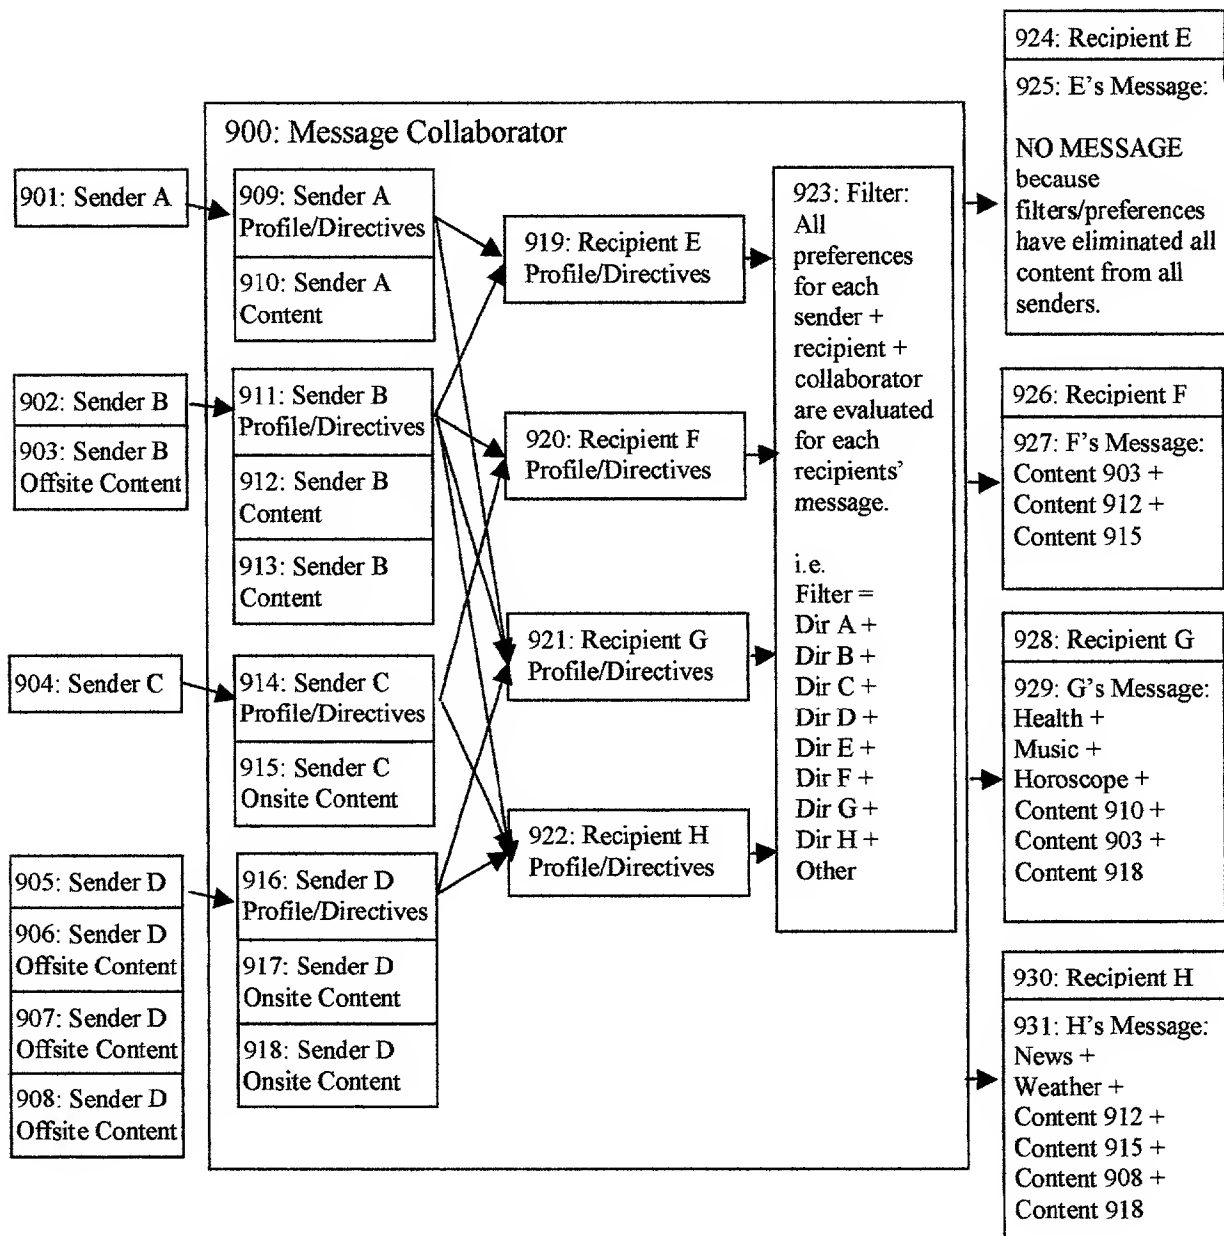 900: Message Collaborator
901: Sender A
902: Sender B
903: Sender B
Offsite Content
904: Sender C
905: Sender D
906: Sender D
Offsite Content
907: Sender D
Offsite Content
908: Sender D
Offsite Content
909: Sender A
Profile/Directives
910: Sender A
Content
911: Sender B
Profile/Directives
912: Sender B
Content
913: Sender B
Content
914: Sender C
Profile/Directives
915: Sender C
Onsite Content
916: Sender D
Profile/Directives
917: Sender D
Onsite Content
918: Sender D
Onsite Content
919: Recipient E
Profile/Directives
920: Recipient F
Profile/Directives
921: Recipient G
Profile/Directives
922: Recipient H
Profile/Directives
923: Filter:
All
preferences
for each
sender +
recipient +
collaborator
are evaluated
for each
recipients'
message.
i.e.
Filter =
Dir A +
Dir B +
Dir C +
Dir D +
Dir E +
Dir F +
Dir G +
Dir H +
Other
924: Recipient E
925: E's Message:
NO MESSAGE
because
filters/preferences
have eliminated all
content from all
senders.
926: Recipient F
927: F's Message:
Content 903 +
Content 912 +
Content 915
928: Recipient G
929: G's Message:
Health +
Music +
Horoscope +
Content 910 +
Content 903 +
Content 918
930: Recipient H
931: H's Message:
News +
Weather +
Content 912 +
Content 915 +
Content 908 +
Content 918